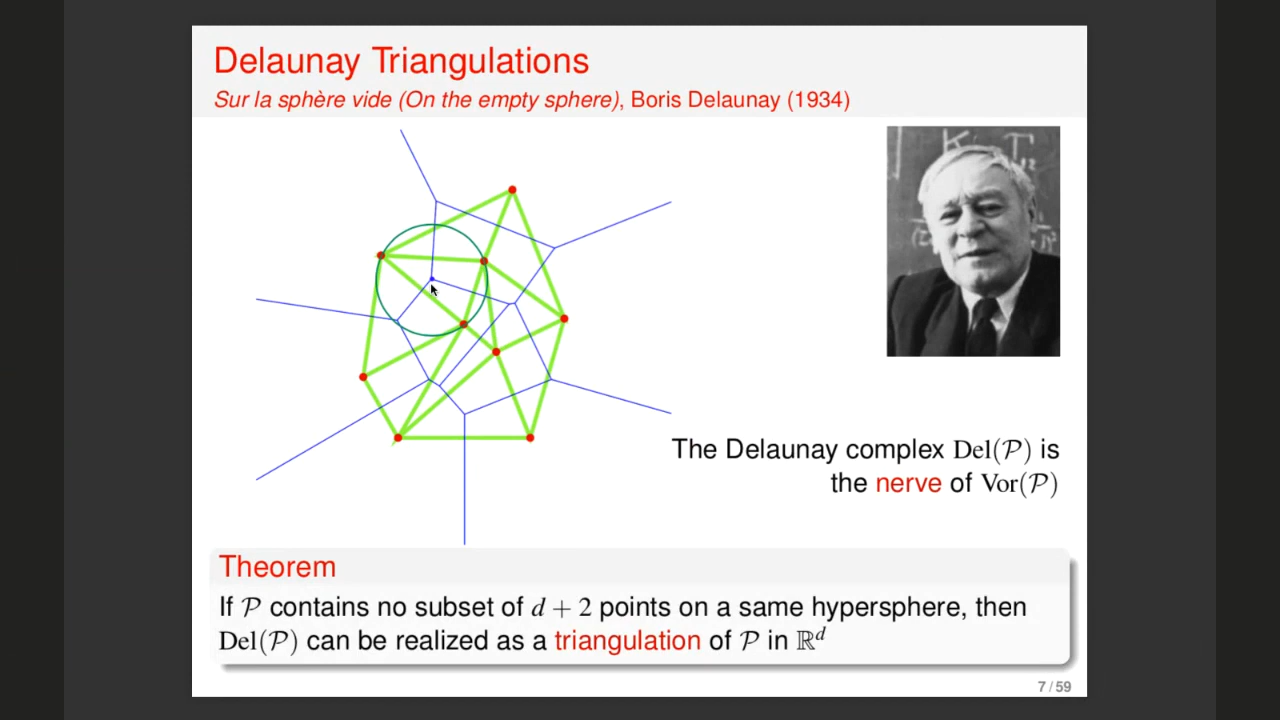 Delaunay Triangulations
Sur la sphère vide (On the empty sphere), Boris Delaunay (1934)
The Delaunay complex Del(𝒫) is
the nerve of Vor(𝒫)
Theorem
If 𝒫 contains no subset of d + 2 points on a same hypersphere, then
Del(𝒫) can be realized as a triangulation of 𝒫 in ℝᵈ
7 / 59